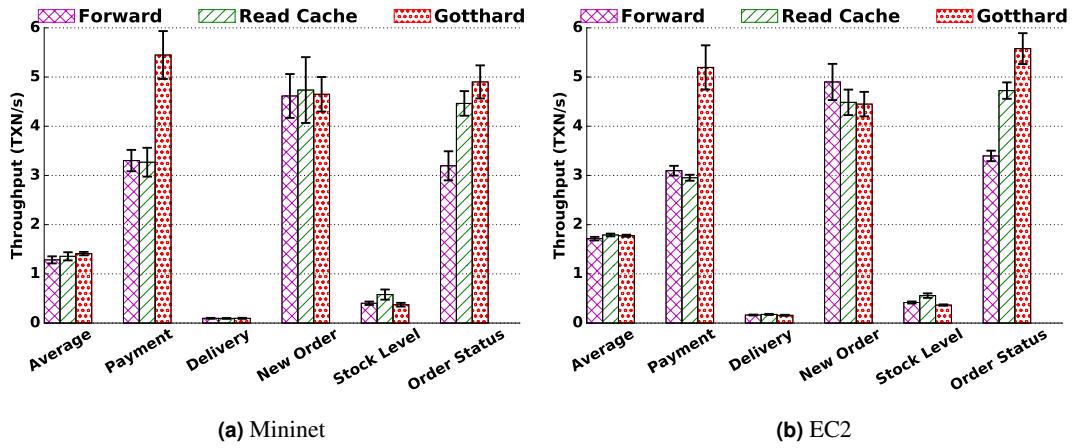 Forward Read Cache Gotthard
Throughput (TXN/s)
6
5
4
3
2
1
0
Average Payment Delivery New Order Stock Level Order Status
(a) Mininet
Forward Read Cache Gotthard
Throughput (TXN/s)
6
5
4
3
2
1
0
Average Payment Delivery New Order Stock Level Order Status
(b) EC2